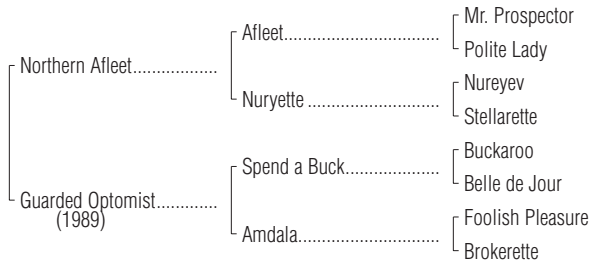 Mr. Prospector
Afleet
Polite Lady
Northern Afleet
Nureyev
Nuryette
Stellarette
Buckaroo
Spend a Buck
Belle de Jour
Guarded Optomist
(1989)
Foolish Pleasure
Amdala
Brokerette